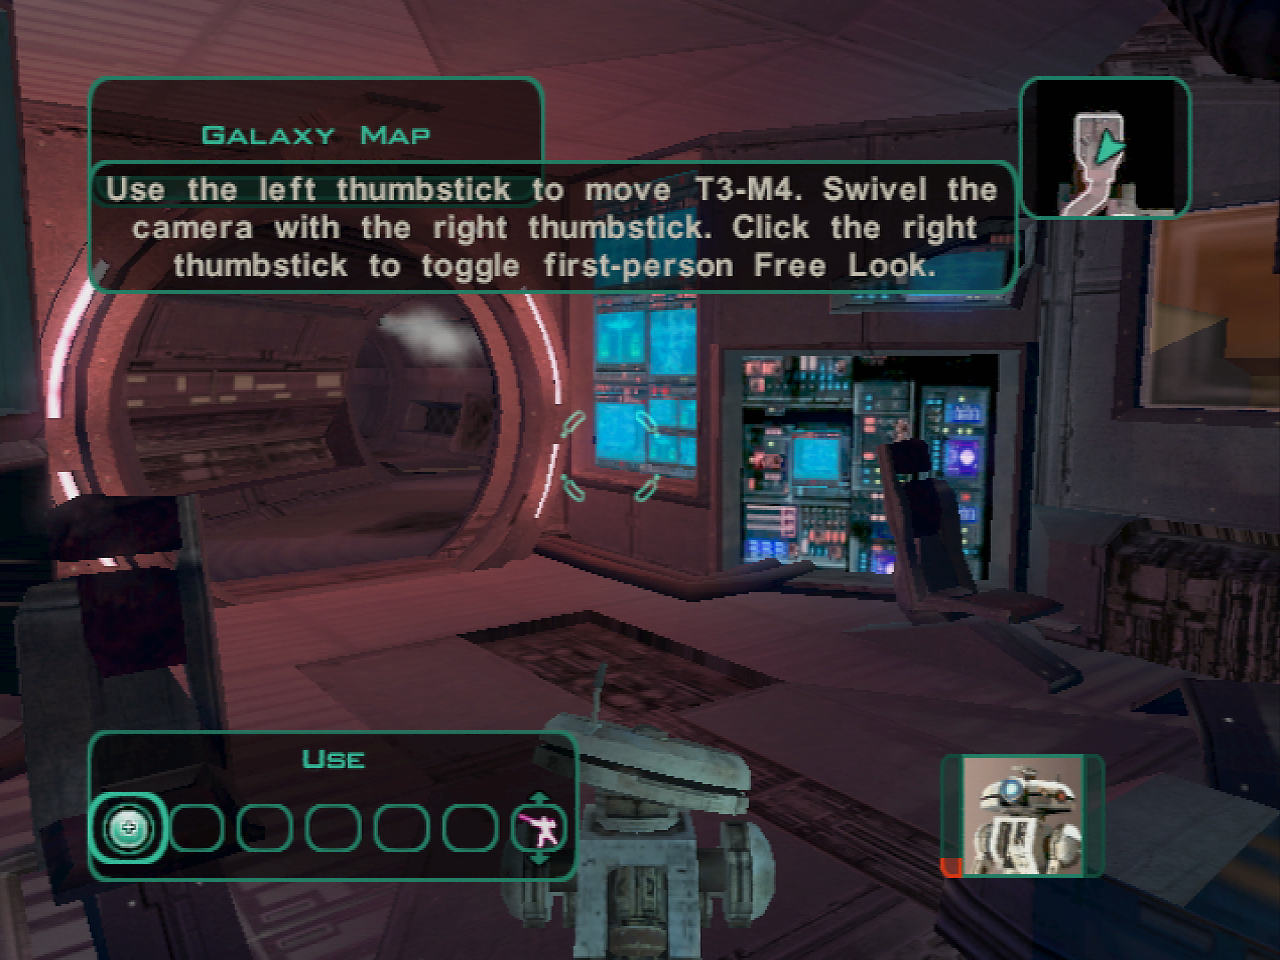 Galaxy Map
Use the left thumbstick to move T3-M4. Swivel the
camera with the right thumbstick. Click the right
thumbstick to toggle first-person Free Look.
Use